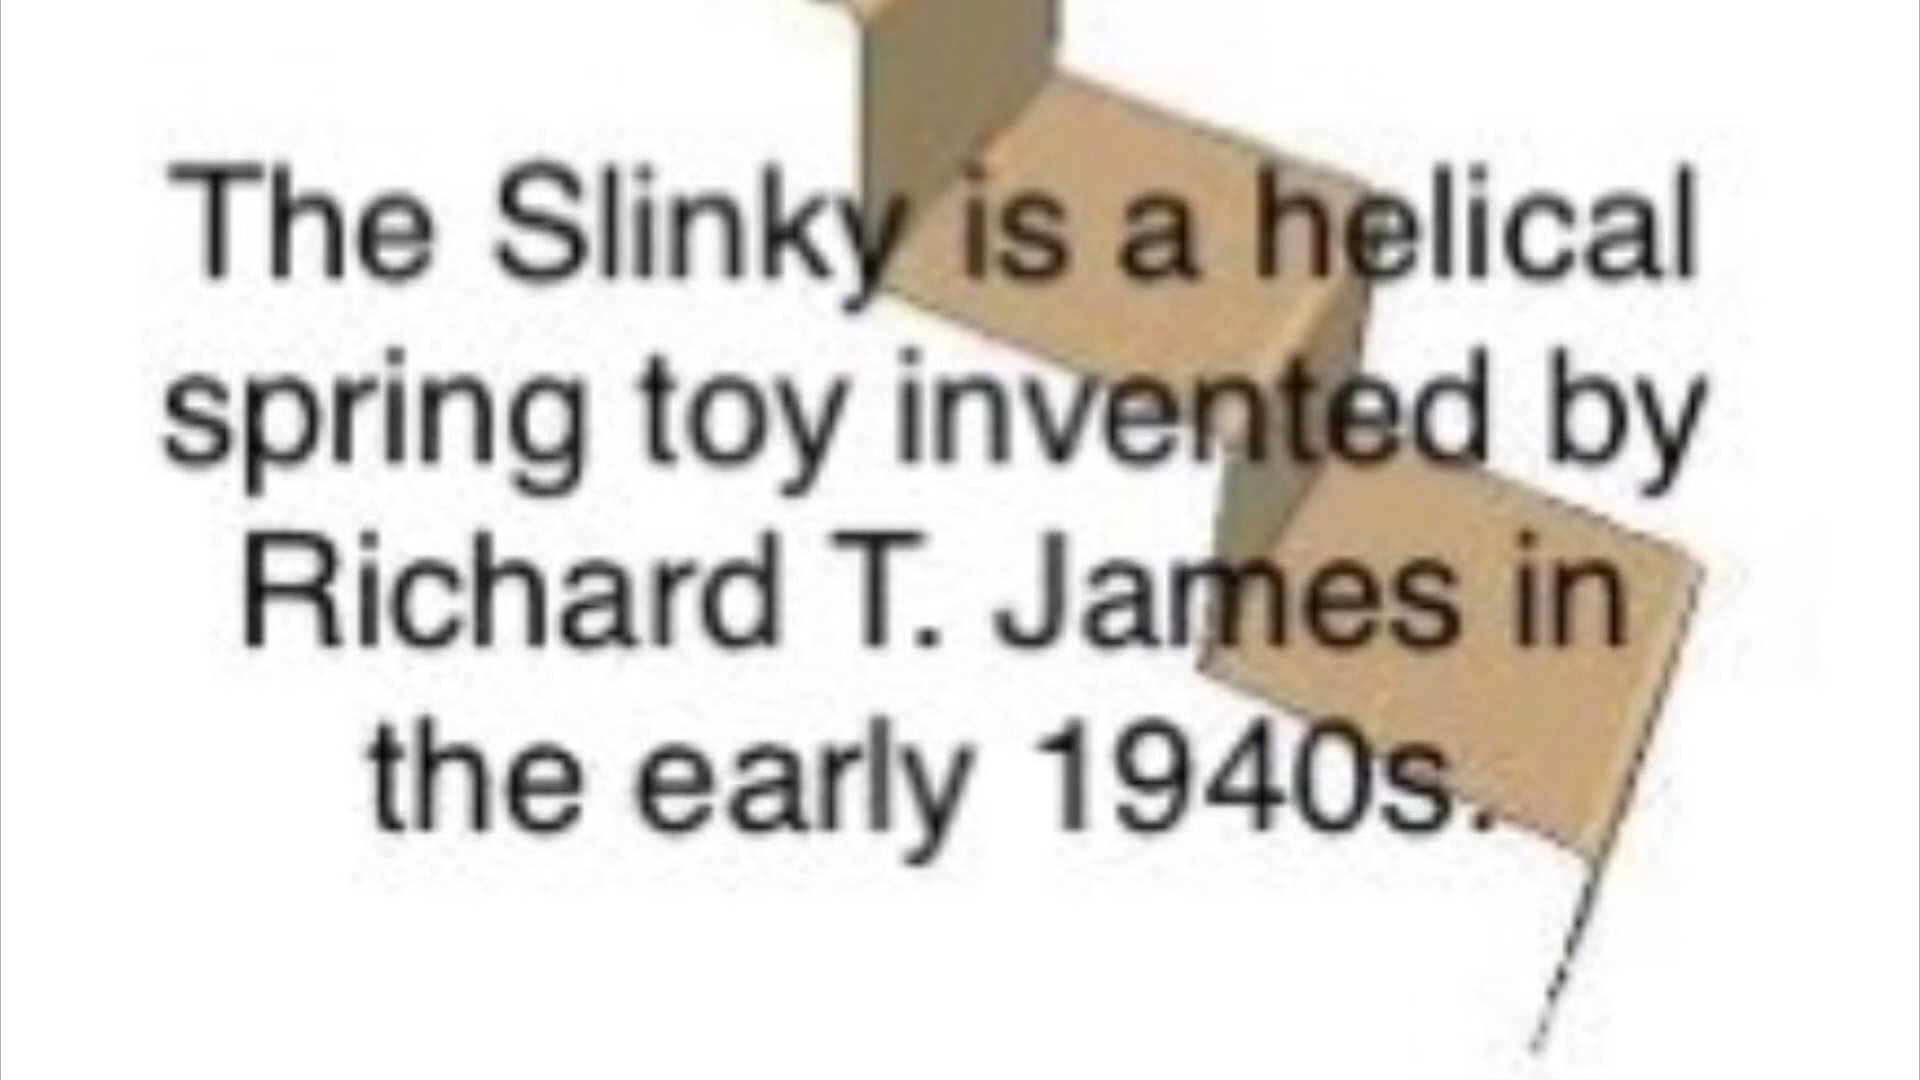 The Slinky is a helical
spring toy invented by
Richard T. James in
the early 1940s.